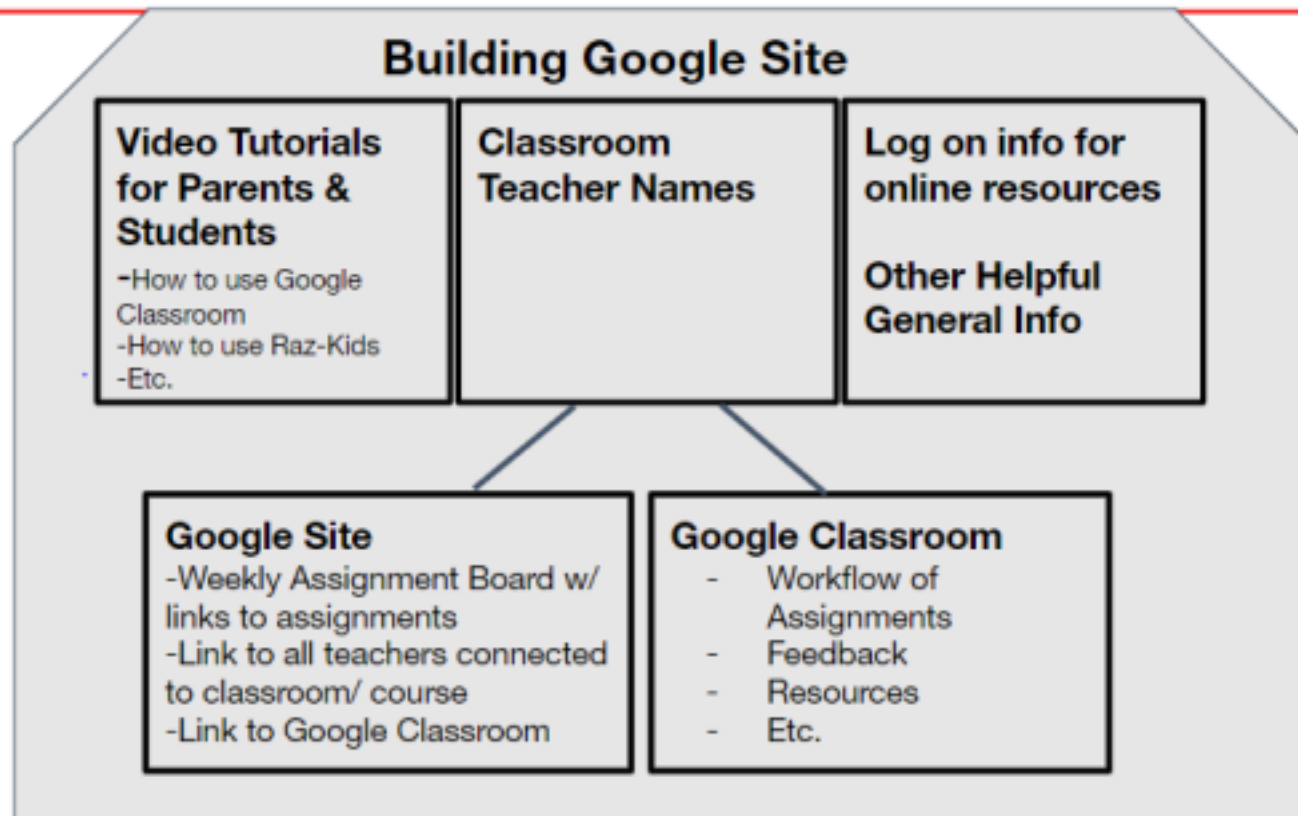 Building Google Site
Video Tutorials
for Parents &
Students
-How to use Google
Classroom
-How to use Raz-Kids
-Etc.
Classroom
Teacher Names
Log on info for
online resources
Other Helpful
General Info
Google Site
-Weekly Assignment Board w/
links to assignments
-Link to all teachers connected
to classroom/ course
-Link to Google Classroom
Google Classroom
- Workflow of
Assignments
- Feedback
- Resources
- Etc.